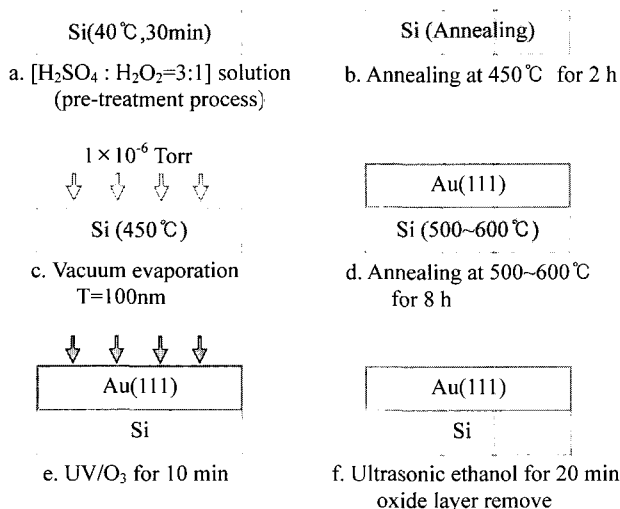 Si(40℃,30min)
a. [H₂SO₄ : H₂O₂=3:1] solution
(pre-treatment process)
Si (Annealing)
b. Annealing at 450℃ for 2 h
1×10⁻⁶ Torr
Si (450℃)
c. Vacuum evaporation
T=100nm
Au(111)
Si (500~600℃)
d. Annealing at 500~600℃
for 8 h
Au(111)
Si
e. UV/O₃ for 10 min
Au(111)
Si
f. Ultrasonic ethanol for 20 min
oxide layer remove